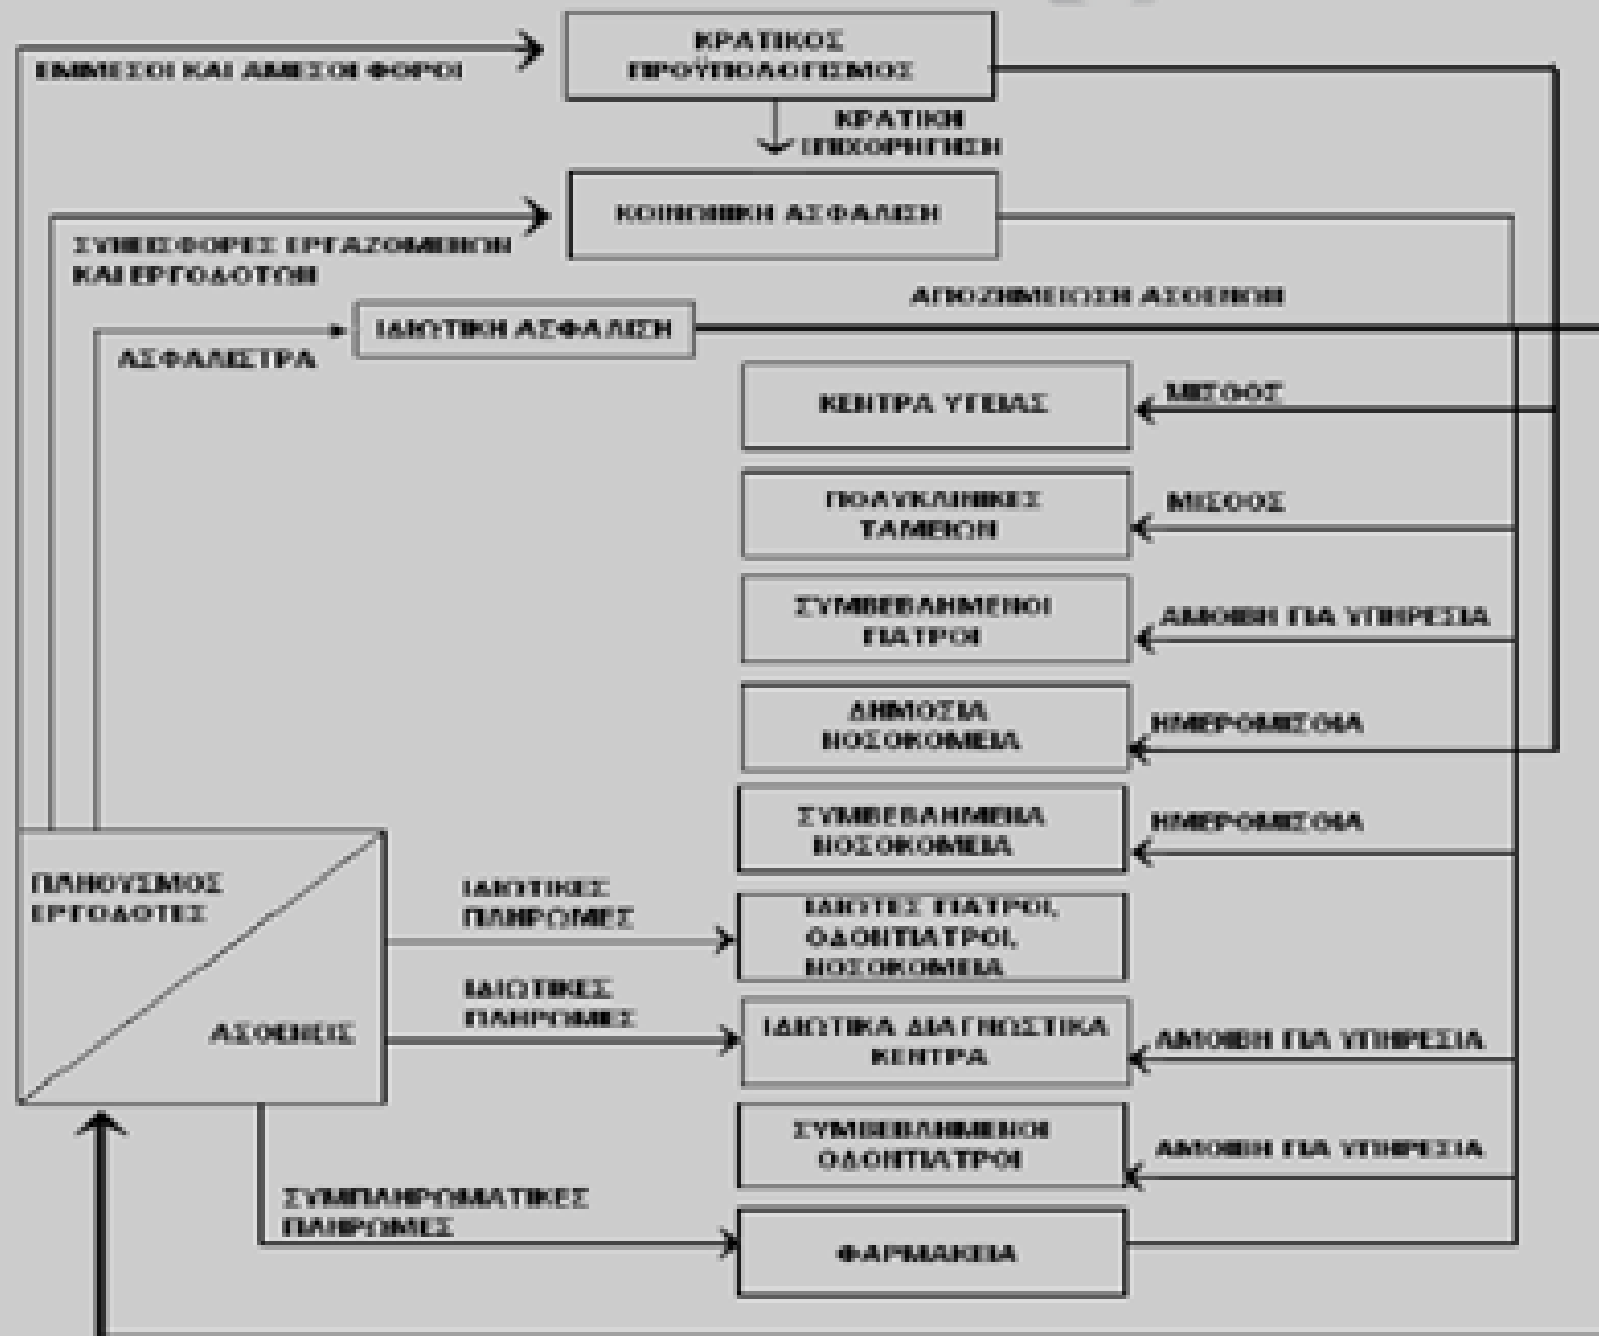 ΚΡΑΤΙΚΟΣ
ΠΡΟΫΠΟΛΟΓΙΣΜΟΣ
ΕΜΜΕΣΟΙ ΚΑΙ ΑΜΕΣΟΙ ΦΟΡΟΙ
ΚΡΑΤΙΚΗ
ΕΠΙΧΟΡΗΓΗΣΗ
ΚΟΙΝΩΝΙΚΗ ΑΣΦΑΛΙΣΗ
ΣΥΝΕΙΣΦΟΡΕΣ ΕΡΓΑΖΟΜΕΝΩΝ
ΚΑΙ ΕΡΓΟΔΟΤΩΝ
ΑΠΟΖΗΜΕΙΩΣΗ ΑΣΘΕΝΩΝ
ΙΔΙΩΤΙΚΗ ΑΣΦΑΛΙΣΗ
ΑΣΦΑΛΙΣΤΡΑ
ΚΕΝΤΡΑ ΥΓΕΙΑΣ
ΜΙΣΘΟΣ
ΠΟΛΥΚΛΙΝΙΚΕΣ
ΤΑΜΕΙΩΝ
ΜΙΣΘΟΣ
ΣΥΜΒΕΒΛΗΜΕΝΟΙ
ΓΙΑΤΡΟΙ
ΑΜΟΙΒΗ ΓΙΑ ΥΠΗΡΕΣΙΑ
ΔΗΜΟΣΙΑ
ΝΟΣΟΚΟΜΕΙΑ
ΗΜΕΡΟΜΙΣΘΙΑ
ΣΥΜΒΕΒΛΗΜΕΝΑ
ΝΟΣΟΚΟΜΕΙΑ
ΗΜΕΡΟΜΙΣΘΙΑ
ΠΛΗΘΥΣΜΟΣ
ΕΡΓΟΔΟΤΕΣ
ΙΔΙΩΤΙΚΕΣ
ΠΛΗΡΩΜΕΣ
ΙΔΙΩΤΕΣ ΓΙΑΤΡΟΙ,
ΟΔΟΝΤΙΑΤΡΟΙ,
ΝΟΣΟΚΟΜΕΙΑ
ΑΣΘΕΝΕΙΣ
ΙΔΙΩΤΙΚΕΣ
ΠΛΗΡΩΜΕΣ
ΙΔΙΩΤΙΚΑ ΔΙΑΓΝΩΣΤΙΚΑ
ΚΕΝΤΡΑ
ΑΜΟΙΒΗ ΓΙΑ ΥΠΗΡΕΣΙΑ
ΣΥΜΒΕΒΛΗΜΕΝΟΙ
ΟΔΟΝΤΙΑΤΡΟΙ
ΑΜΟΙΒΗ ΓΙΑ ΥΠΗΡΕΣΙΑ
ΣΥΜΠΛΗΡΩΜΑΤΙΚΕΣ
ΠΛΗΡΩΜΕΣ
ΦΑΡΜΑΚΕΙΑ